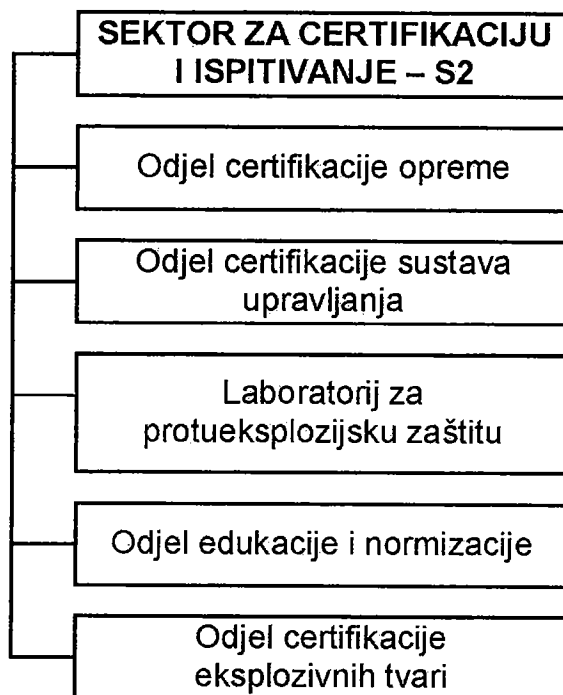 SEKTOR ZA CERTIFIKACIJU
I ISPITIVANJE – S2
Odjel certifikacije opreme
Odjel certifikacije sustava
upravljanja
Laboratorij za
protueksplozijsku zaštitu
Odjel edukacije i normizacije
Odjel certifikacije
eksplozivnih tvari